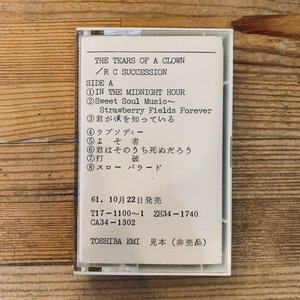 THE TEARS OF A CLOWN
/R C SUCCESSION
SIDE A
①IN THE MIDNIGHT HOUR
②Sweet Soul Music～
Strawberry Fields Forever
③君が僕を知っている
④ラプソディー
⑤よそ者
⑥君はそのうち死ぬだろう
⑦打　破
⑧スローバラード
61.10月22日発売
T17-1100～1 ZH34-1740
CA34-1302
TOSHIBA EMI 見本(非売品)